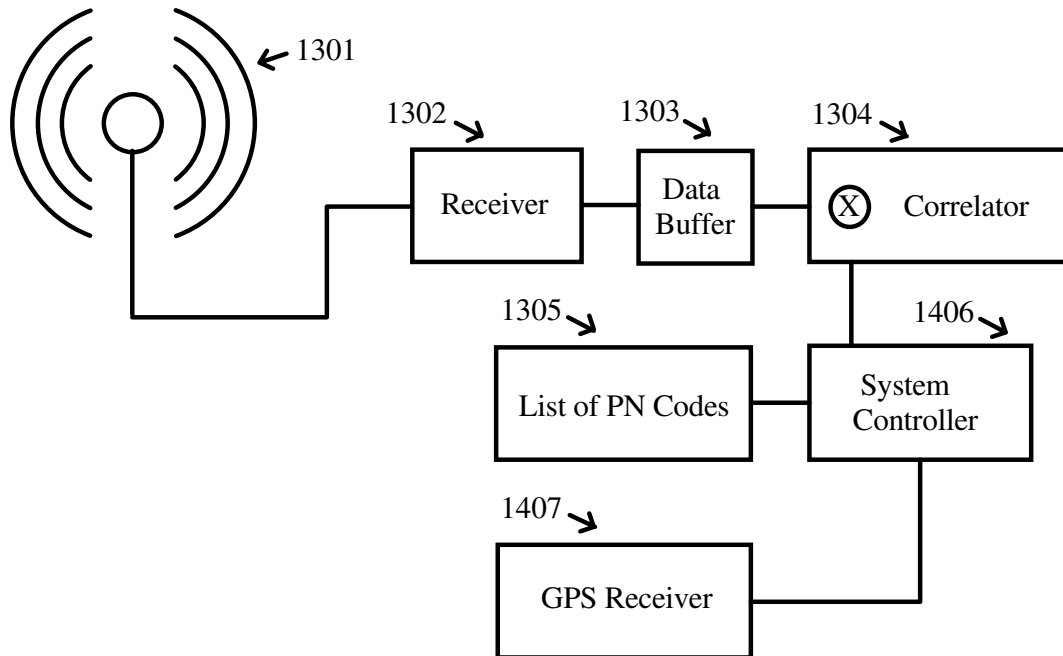 1301
1302
1303
1304
Receiver
Data
Buffer
X
Correlator
1305
1406
List of PN Codes
System
Controller
1407
GPS Receiver